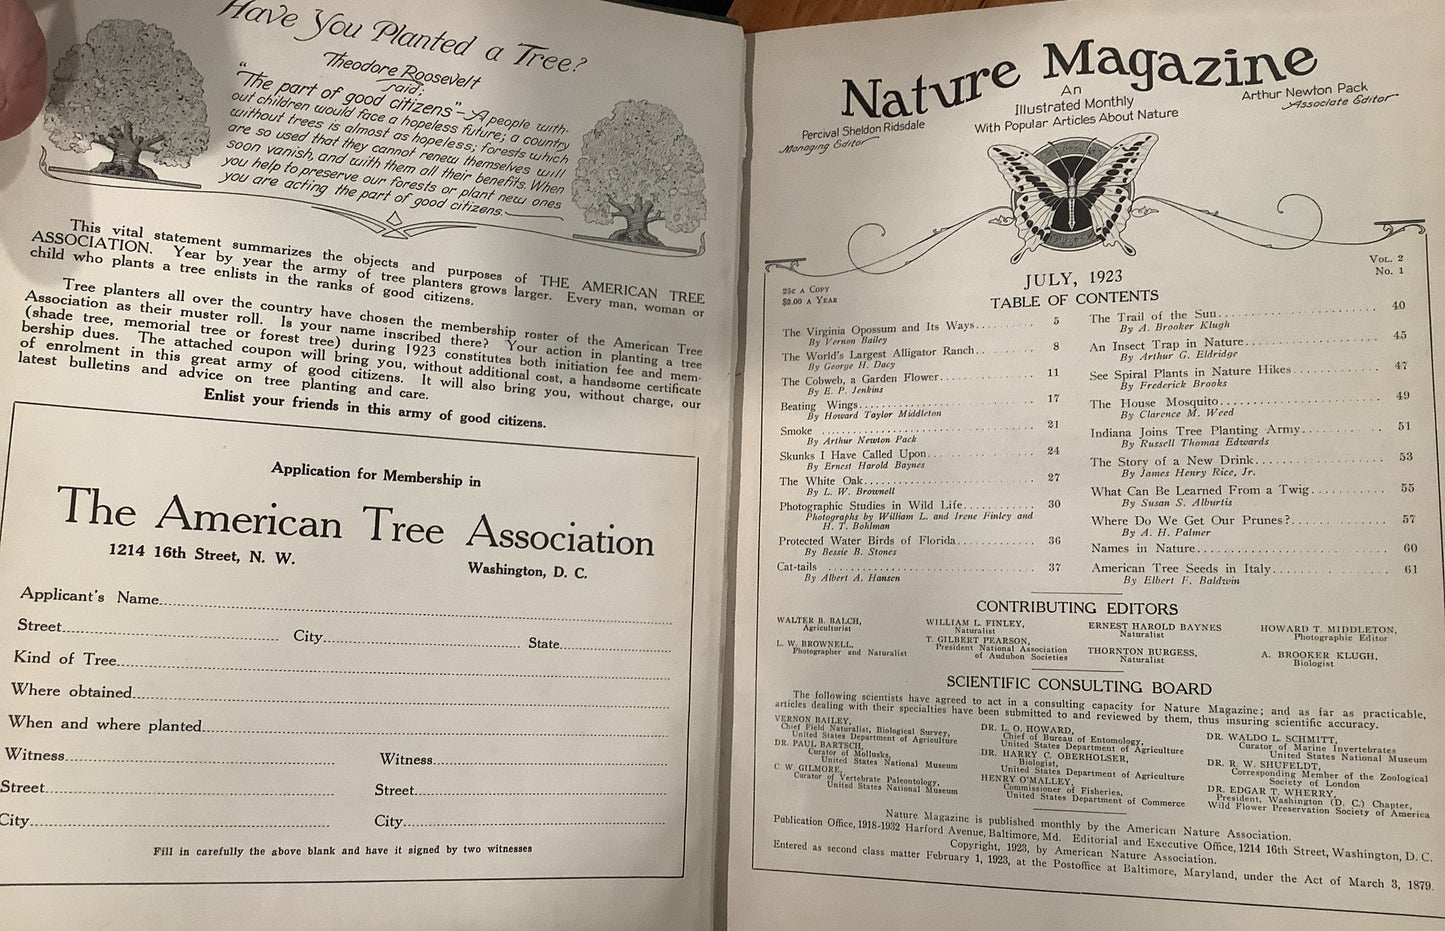 Have You Planted a Tree?
Theodore Roosevelt
said:
"The part of good citizens"—A people with-
out children would face a hopeless future; a country
without trees is almost as hopeless; forests which
are so used that they cannot renew themselves will
soon vanish, and with them all their benefits. When
you help to preserve our forests or plant new ones
you are acting the part of good citizens.
This vital statement summarizes the objects and purposes of THE AMERICAN TREE
ASSOCIATION. Year by year the army of tree planters grows larger. Every man, woman or
child who plants a tree enlists in the ranks of good citizens.
Tree planters all over the country have chosen the membership roster of the American Tree
Association as their muster roll. Is your name inscribed there? Your action in planting a tree
(shade tree, memorial tree or forest tree) during 1923 constitutes both initiation fee and mem-
bership dues. The attached coupon will bring you, without additional cost, a handsome certificate
of enrolment in this great army of good citizens. It will also bring you, without charge, our
latest bulletins and advice on tree planting and care.
Enlist your friends in this army of good citizens.
Application for Membership in
The American Tree Association
1214 16th Street, N. W. Washington, D. C.
Applicant's Name
Street City State
Kind of Tree
Where obtained
When and where planted
Witness Witness
Street Street
City City
Fill in carefully the above blank and have it signed by two witnesses
Nature Magazine
An
Illustrated Monthly
With Popular Articles About Nature
Percival Sheldon Ridsdale
Managing Editor
Arthur Newton Pack
Associate Editor
25c a Copy
$2.00 a Year
JULY, 1923
Vol. 2
No. 1
TABLE OF CONTENTS
The Virginia Opossum and Its Ways 5
By Vernon Bailey
The World's Largest Alligator Ranch 8
By George H. Dacy
The Cobweb, a Garden Flower 11
By E. P. Jenkins
Beating Wings 17
By Howard Taylor Middleton
Smoke 21
By Arthur Newton Pack
Skunks I Have Called Upon 24
By Ernest Harold Baynes
The White Oak 27
By L. W. Brownell
Photographic Studies in Wild Life 30
Photographs by William L. and Irene Finley and
H. T. Bohlman
Protected Water Birds of Florida 36
By Bessie B. Stones
Cat-tails 37
By Albert A. Hansen
The Trail of the Sun 40
By A. Brooker Klugh
An Insect Trap in Nature 45
By Arthur G. Eldridge
See Spiral Plants in Nature Hikes 47
By Frederick Brooks
The House Mosquito 49
By Clarence M. Weed
Indiana Joins Tree Planting Army 51
By Russell Thomas Edwards
The Story of a New Drink 53
By James Henry Rice, Jr.
What Can Be Learned From a Twig 55
By Susan S. Alburtis
Where Do We Get Our Prunes? 57
By A. H. Palmer
Names in Nature 60
American Tree Seeds in Italy 61
By Elbert F. Baldwin
CONTRIBUTING EDITORS
WALTER B. BALCH,
Agriculturist
L. W. BROWNELL,
Photographer and Naturalist
WILLIAM L. FINLEY,
Naturalist
T. GILBERT PEARSON,
President National Association
of Audubon Societies
ERNEST HAROLD BAYNES
Naturalist
THORNTON BURGESS,
Naturalist
HOWARD T. MIDDLETON,
Photographic Editor
A. BROOKER KLUGH,
Biologist
SCIENTIFIC CONSULTING BOARD
The following scientists have agreed to act in a consulting capacity for Nature Magazine; and as far as practicable,
articles dealing with their specialties have been submitted to and reviewed by them, thus insuring scientific accuracy.
VERNON BAILEY,
Chief Field Naturalist, Biological Survey,
United States Department of Agriculture
DR. PAUL BARTSCH,
Curator of Mollusks,
United States National Museum
C. W. GILMORE,
Curator of Vertebrate Paleontology,
United States National Museum
DR. L. O. HOWARD,
Chief of Bureau of Entomology,
United States Department of Agriculture
DR. HARRY C. OBERHOLSER,
Biologist,
United States Department of Agriculture
HENRY O'MALLEY,
Commissioner of Fisheries,
United States Department of Commerce
DR. WALDO L. SCHMITT,
Curator of Marine Invertebrates
United States National Museum
DR. R. W. SHUFELDT,
Corresponding Member of the Zoological
Society of London
DR. EDGAR T. WHERRY,
President, Washington (D. C.) Chapter,
Wild Flower Preservation Society of America
Nature Magazine is published monthly by the American Nature Association.
Publication Office, 1918-1932 Harford Avenue, Baltimore, Md. Editorial and Executive Office, 1214 16th Street, Washington, D. C.
Copyright, 1923, by American Nature Association.
Entered as second class matter February 1, 1923, at the Postoffice at Baltimore, Maryland, under the Act of March 3, 1879.